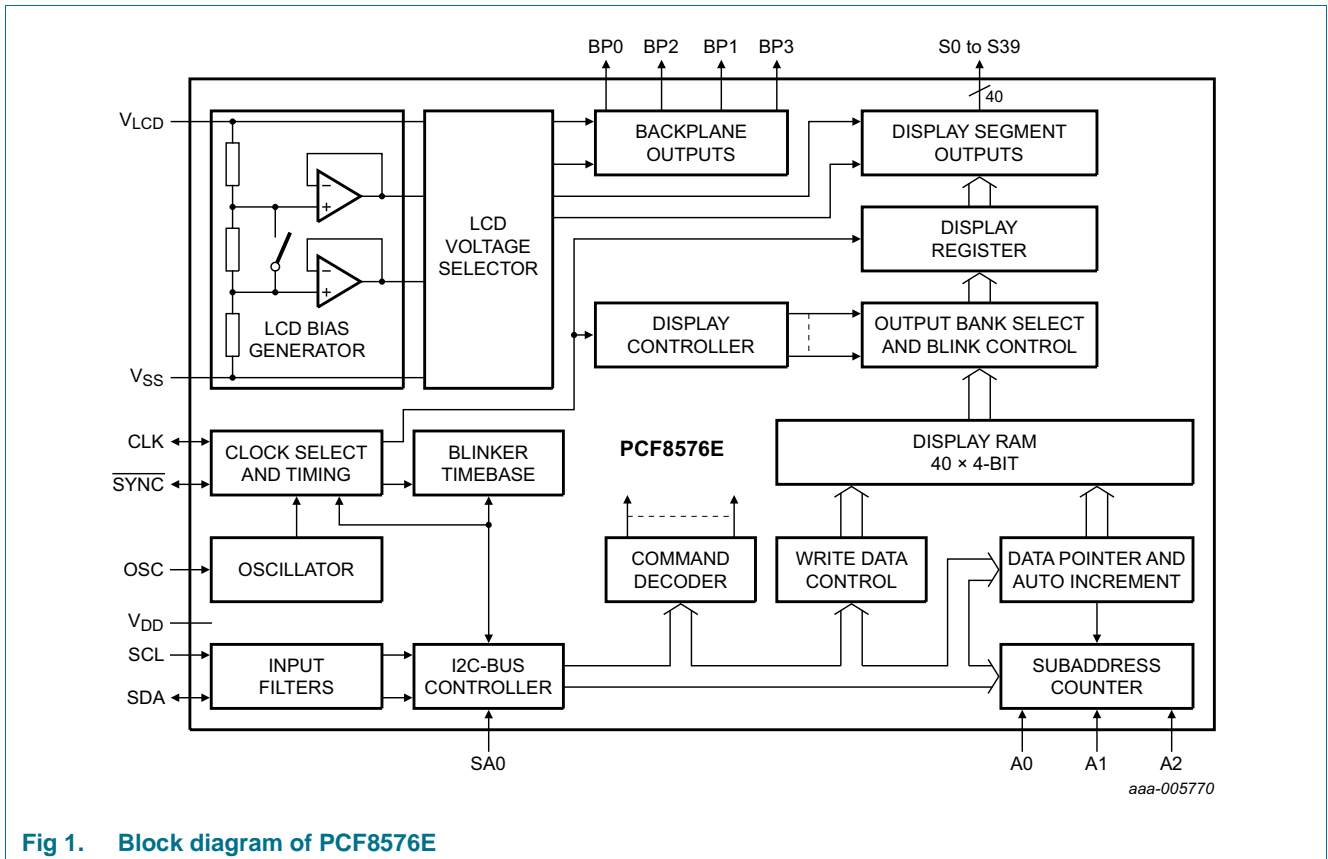 BP0 BP2 BP1 BP3
S0 to S39
40
VLCD
BACKPLANE
OUTPUTS
DISPLAY SEGMENT
OUTPUTS
LCD
VOLTAGE
SELECTOR
DISPLAY
REGISTER
LCD BIAS
GENERATOR
DISPLAY
CONTROLLER
OUTPUT BANK SELECT
AND BLINK CONTROL
VSS
CLK
SYNC
CLOCK SELECT
AND TIMING
BLINKER
TIMEBASE
PCF8576E
DISPLAY RAM
40 × 4-BIT
OSC
OSCILLATOR
COMMAND
DECODER
WRITE DATA
CONTROL
DATA POINTER AND
AUTO INCREMENT
VDD
SCL
SDA
INPUT
FILTERS
I2C-BUS
CONTROLLER
SUBADDRESS
COUNTER
SA0
A0 A1 A2
aaa-005770
Fig 1. Block diagram of PCF8576E